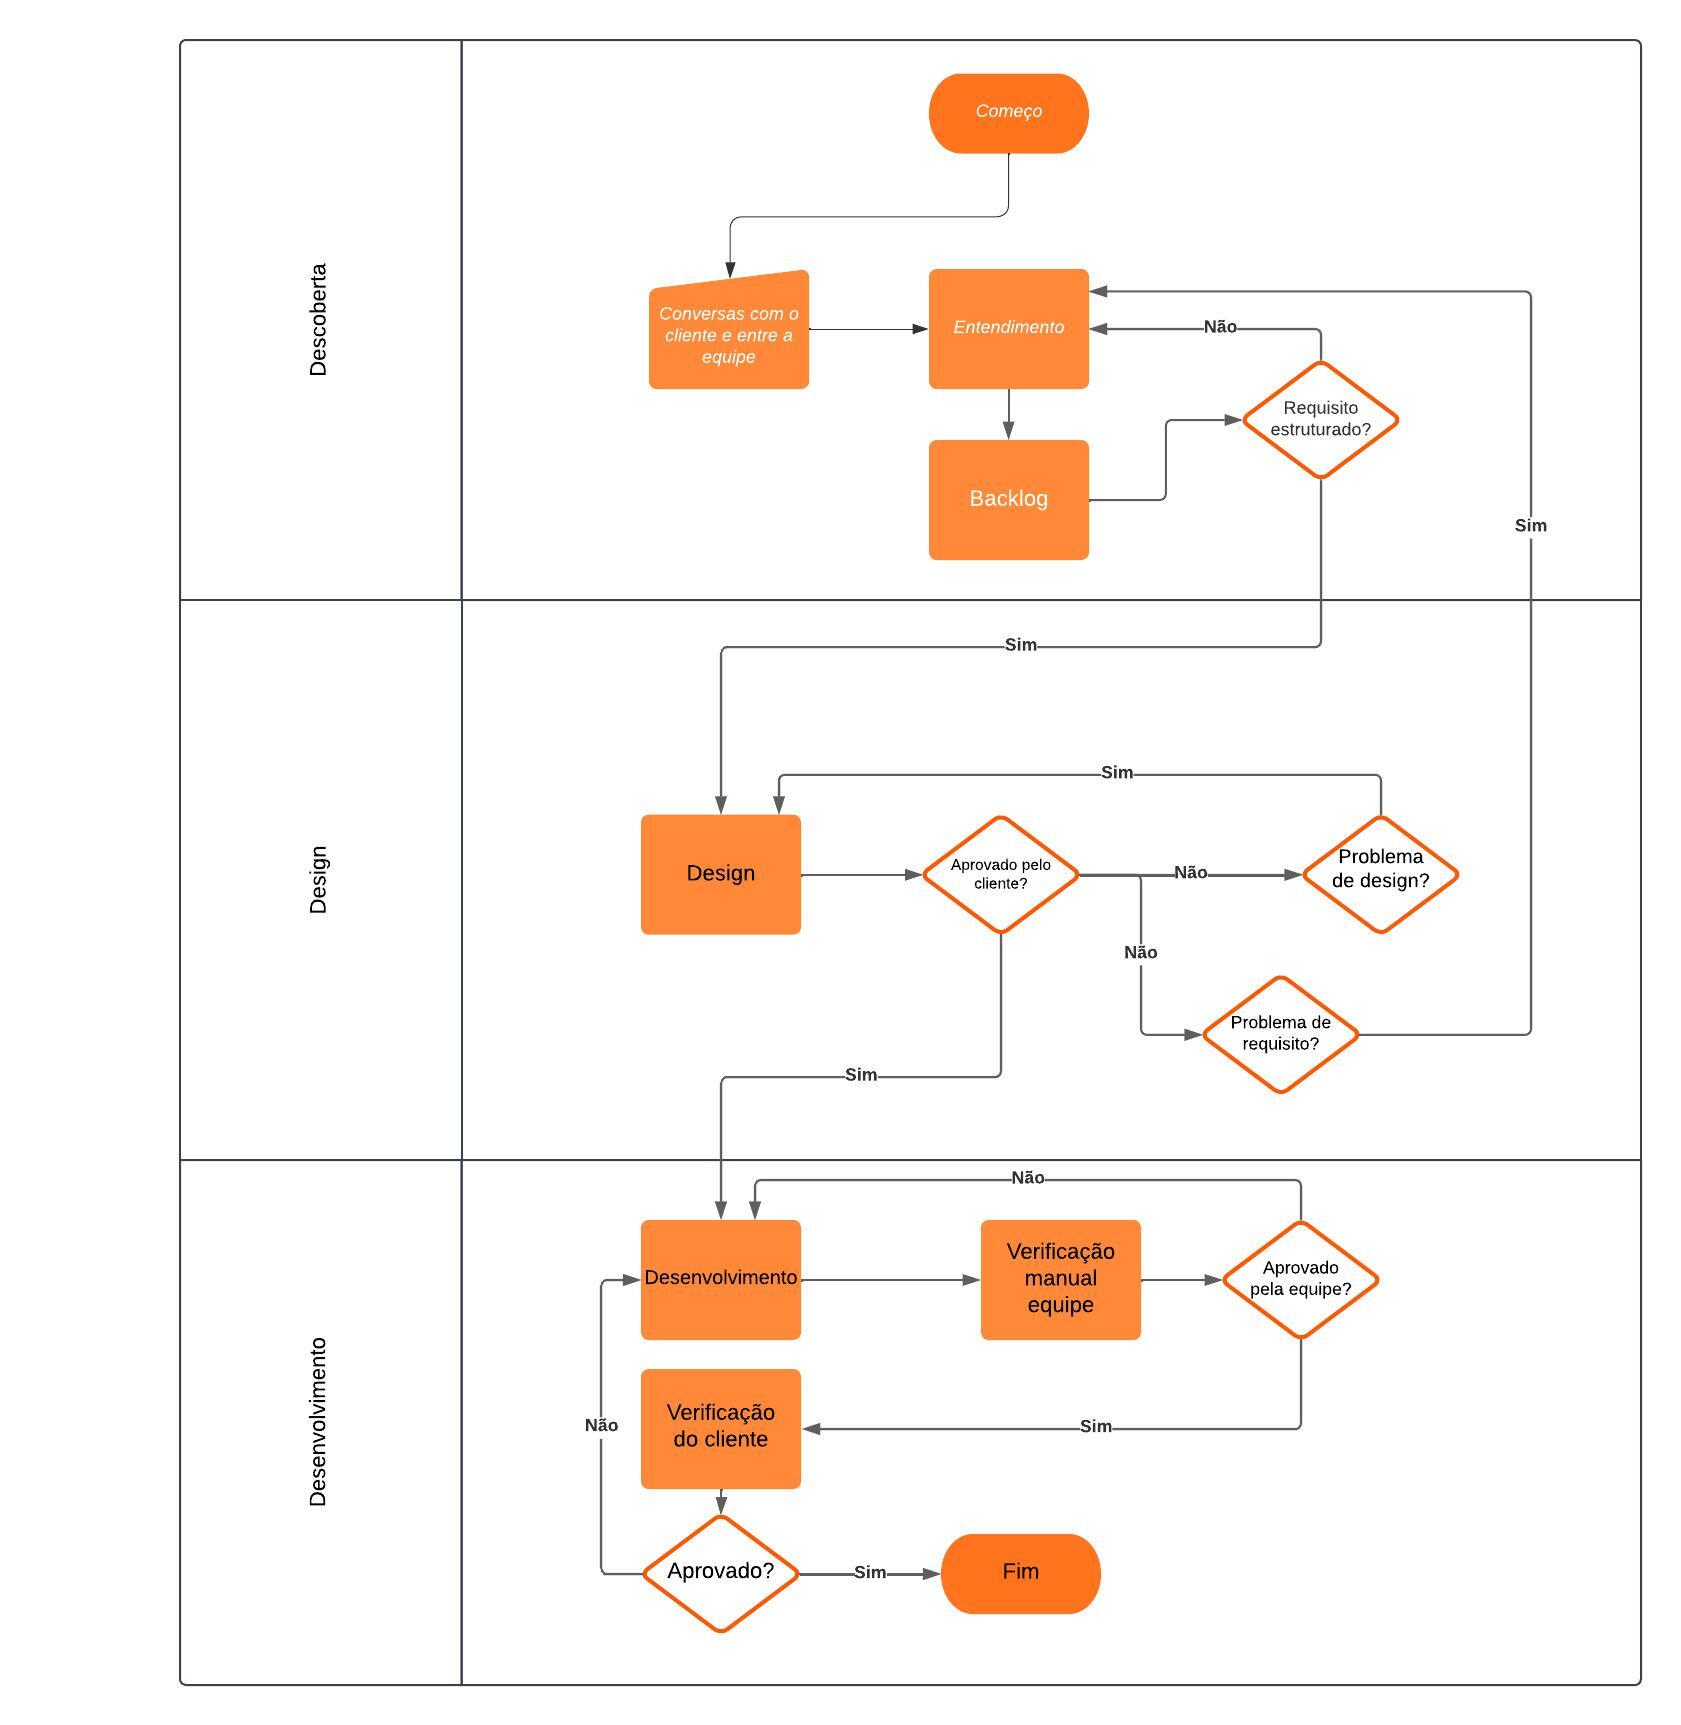 Começo
Descoberta
Conversas com o
cliente e entre a
equipe
Entendimento
Não
Requisito
estruturado?
Backlog
Sim
Sim
Sim
Design
Design
Aprovado pelo
cliente?
Não
Problema
de design?
Não
Problema de
requisito?
Sim
Não
Desenvolvimento
Desenvolvimento
Verificação
manual
equipe
Aprovado
pela equipe?
Não
Verificação
do cliente
Sim
Aprovado?
Sim
Fim